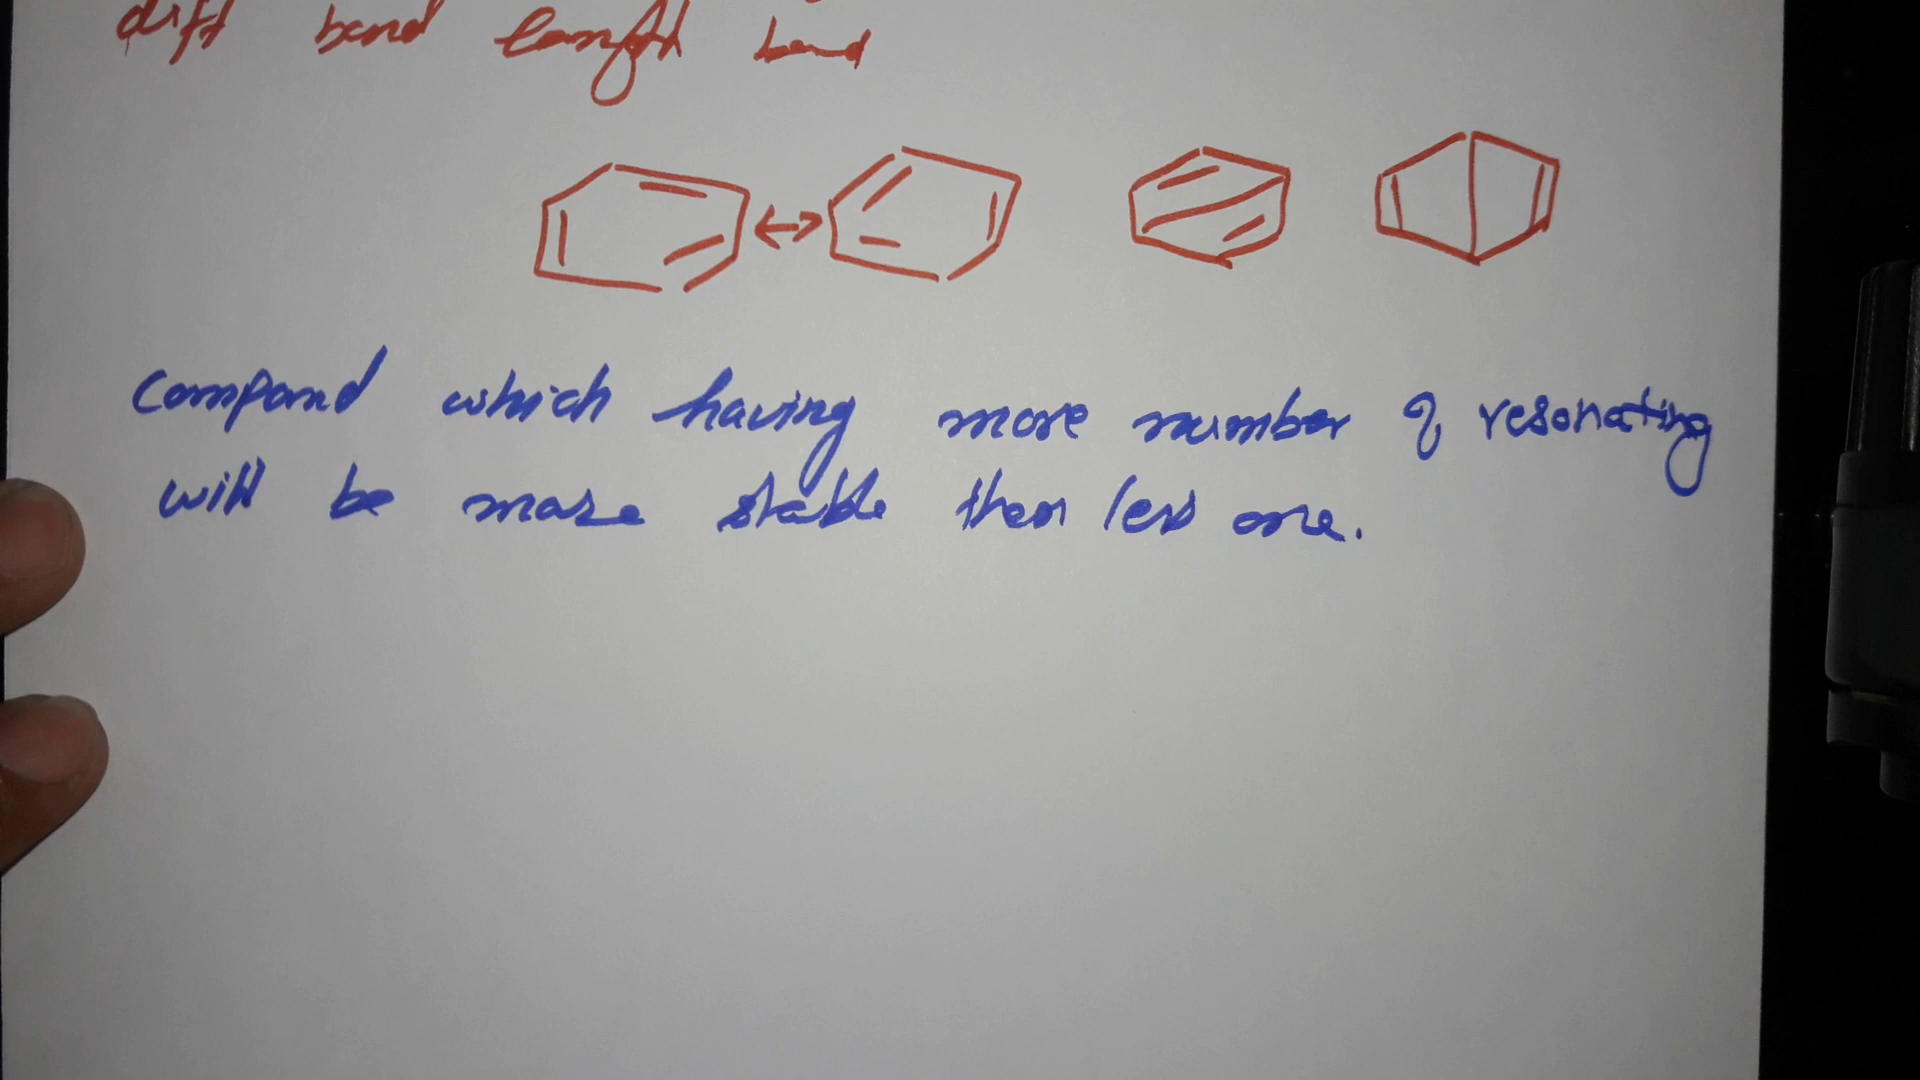 diff bond length bond
Compond which having more number of resonating
will be more stable then less one.